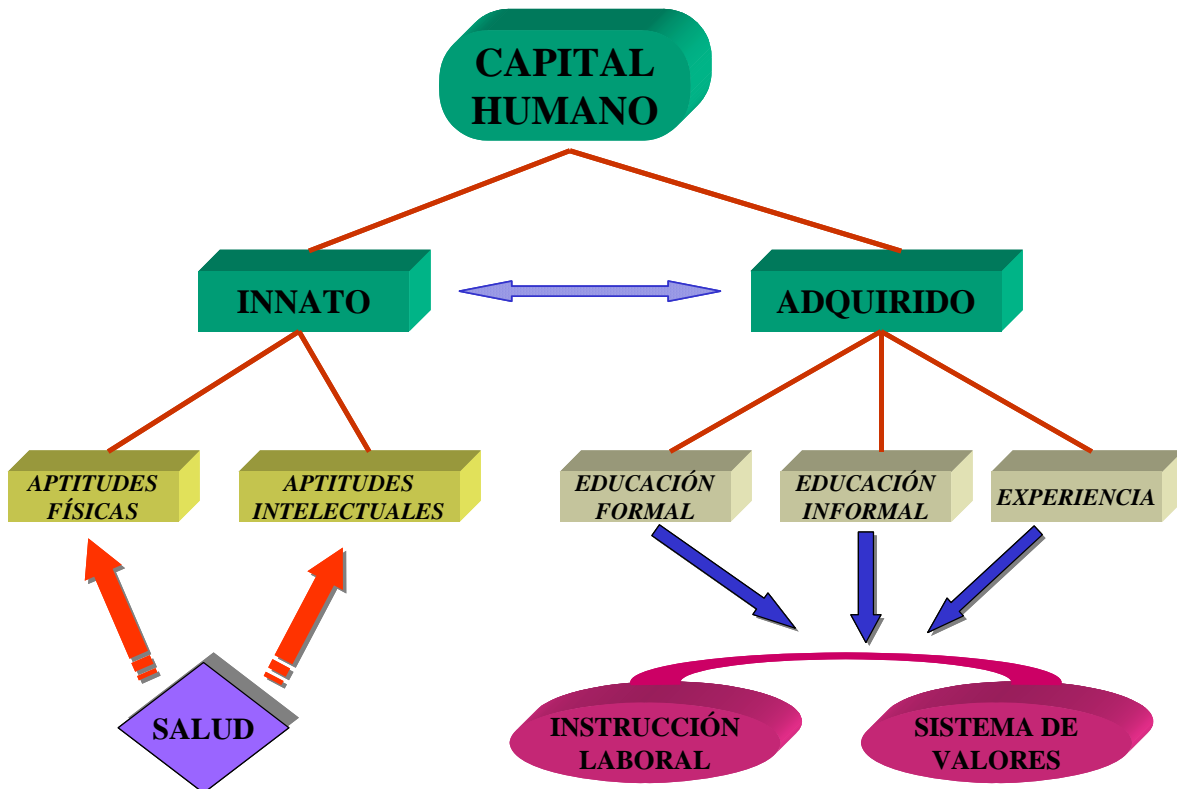 CAPITAL
HUMANO
INNATO
ADQUIRIDO
APTITUDES
FÍSICAS
APTITUDES
INTELECTUALES
EDUCACIÓN
FORMAL
EDUCACIÓN
INFORMAL
EXPERIENCIA
SALUD
INSTRUCCIÓN
LABORAL
SISTEMA DE
VALORES